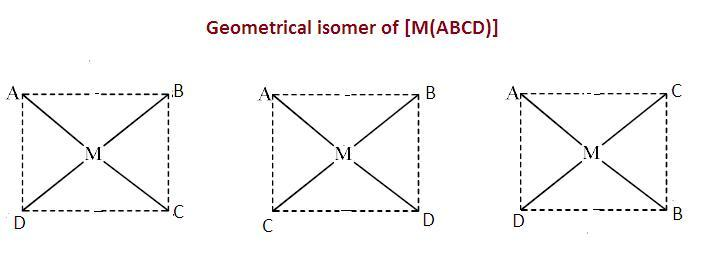 Geometrical isomer of [M(ABCD)]
A B A B A C
M M M
D C C D D B